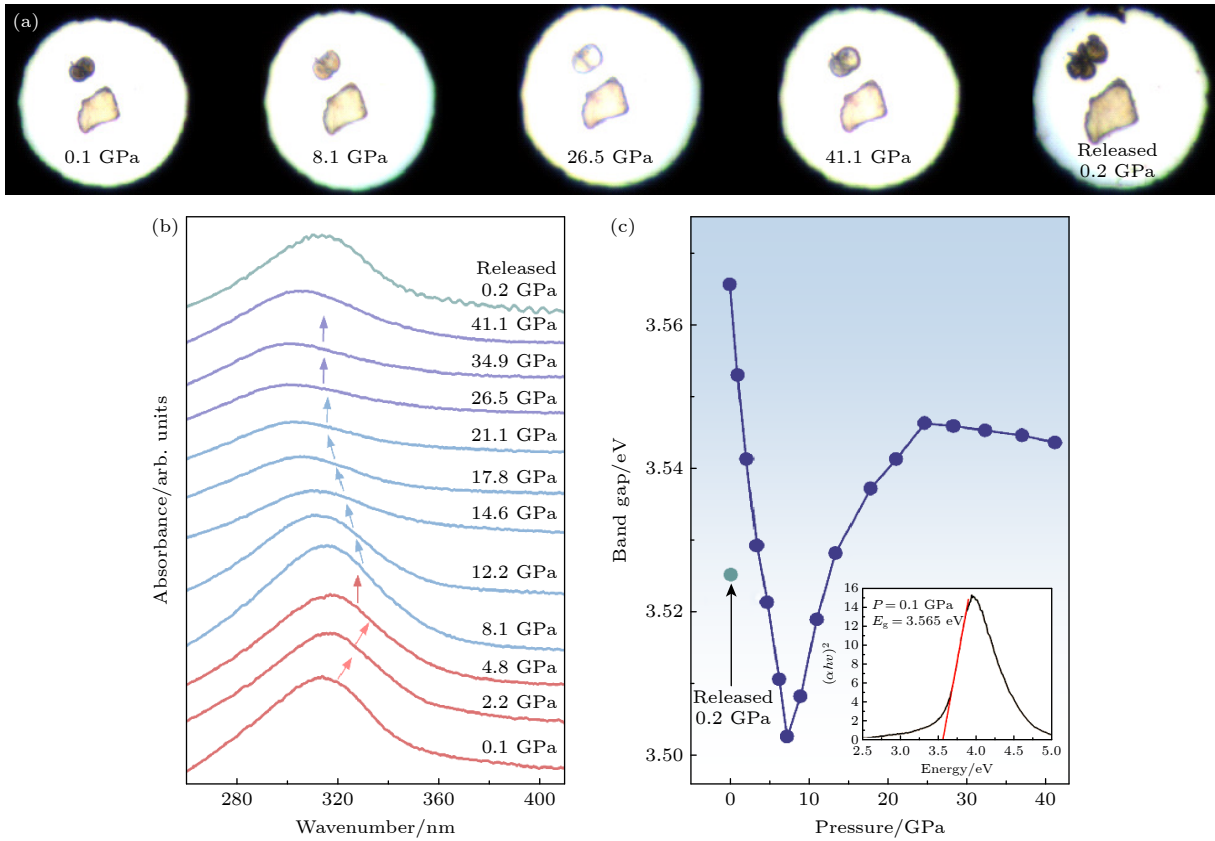 (a)
0.1 GPa
8.1 GPa
26.5 GPa
41.1 GPa
Released
0.2 GPa
(b)
Absorbance/arb. units
Released
0.2 GPa
41.1 GPa
34.9 GPa
26.5 GPa
21.1 GPa
17.8 GPa
14.6 GPa
12.2 GPa
8.1 GPa
4.8 GPa
2.2 GPa
0.1 GPa
280
320
360
400
Wavenumber/nm
(c)
Band gap/eV
3.56
3.54
3.52
3.50
Released
0.2 GPa
0
10
20
30
40
Pressure/GPa
P = 0.1 GPa
Eg = 3.565 eV
(αhν)²
16
14
12
10
8
6
4
2
0
2.5
3.0
3.5
4.0
4.5
5.0
Energy/eV